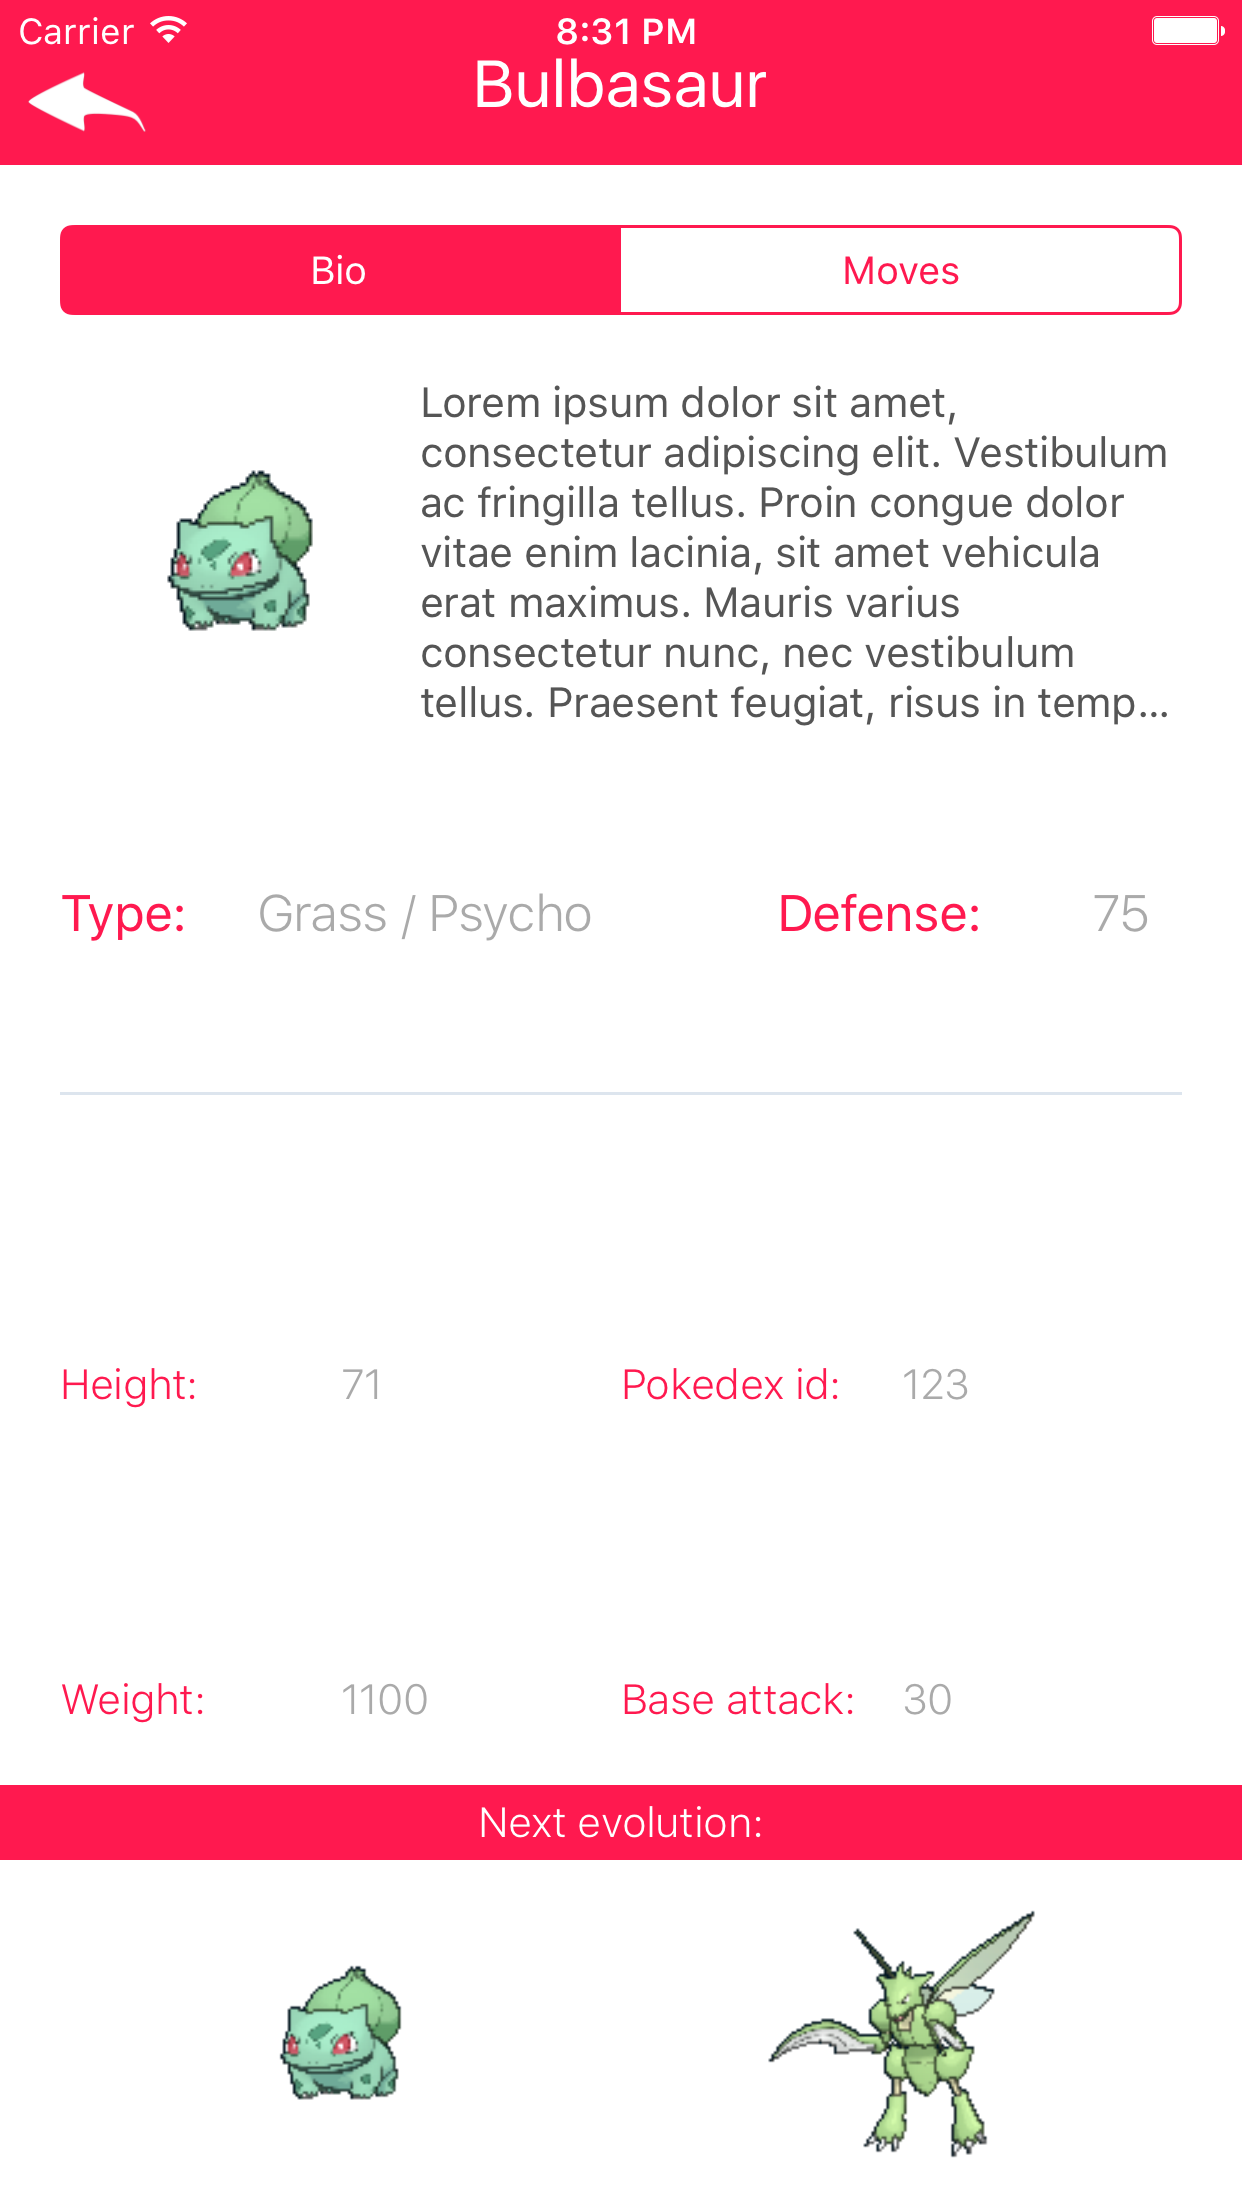 Carrier 8:31 PM
Bulbasaur
Bio Moves
Lorem ipsum dolor sit amet,
consectetur adipiscing elit. Vestibulum
ac fringilla tellus. Proin congue dolor
vitae enim lacinia, sit amet vehicula
erat maximus. Mauris varius
consectetur nunc, nec vestibulum
tellus. Praesent feugiat, risus in temp...
Type: Grass / Psycho Defense: 75
Height: 71 Pokedex id: 123
Weight: 1100 Base attack: 30
Next evolution: